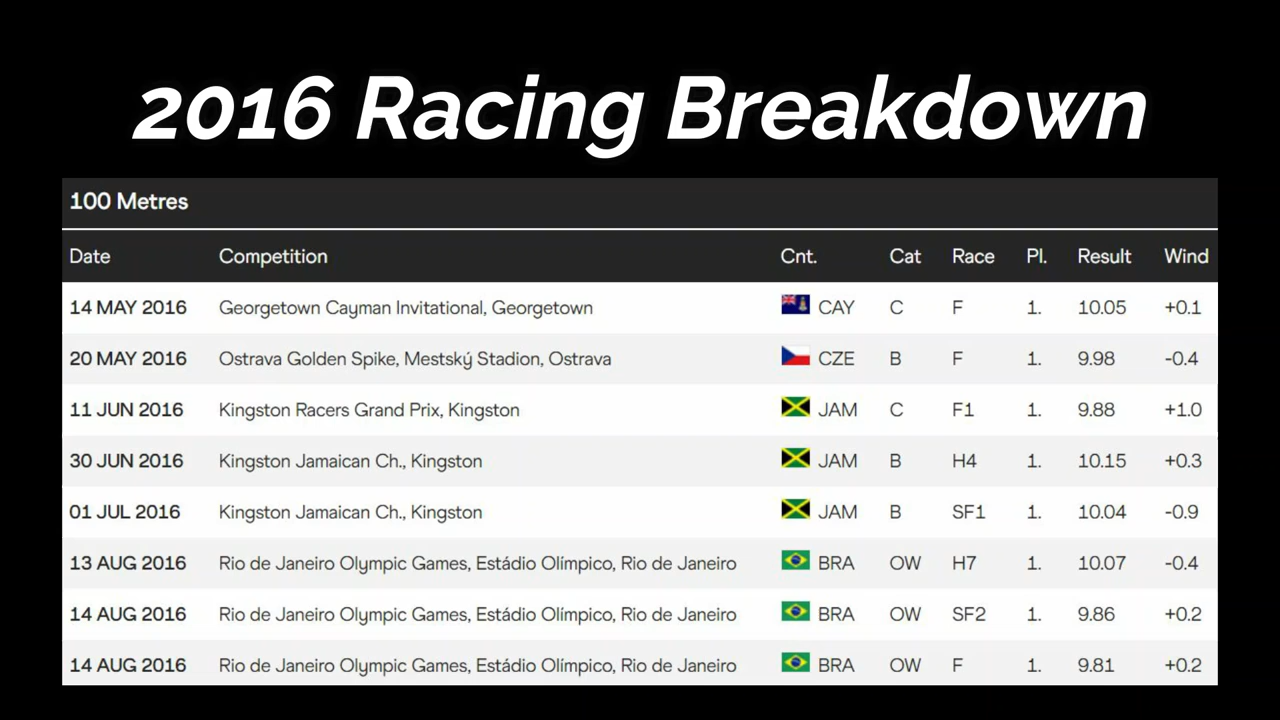 2016 Racing Breakdown
100 Metres
Date Competition Cnt. Cat Race Pl. Result Wind
14 MAY 2016 Georgetown Cayman Invitational, Georgetown CAY C F 1. 10.05 +0.1
20 MAY 2016 Ostrava Golden Spike, Mestský Stadion, Ostrava CZE B F 1. 9.98 -0.4
11 JUN 2016 Kingston Racers Grand Prix, Kingston JAM C F1 1. 9.88 +1.0
30 JUN 2016 Kingston Jamaican Ch., Kingston JAM B H4 1. 10.15 +0.3
01 JUL 2016 Kingston Jamaican Ch., Kingston JAM B SF1 1. 10.04 -0.9
13 AUG 2016 Rio de Janeiro Olympic Games, Estádio Olímpico, Rio de Janeiro BRA OW H7 1. 10.07 -0.4
14 AUG 2016 Rio de Janeiro Olympic Games, Estádio Olímpico, Rio de Janeiro BRA OW SF2 1. 9.86 +0.2
14 AUG 2016 Rio de Janeiro Olympic Games, Estádio Olímpico, Rio de Janeiro BRA OW F 1. 9.81 +0.2